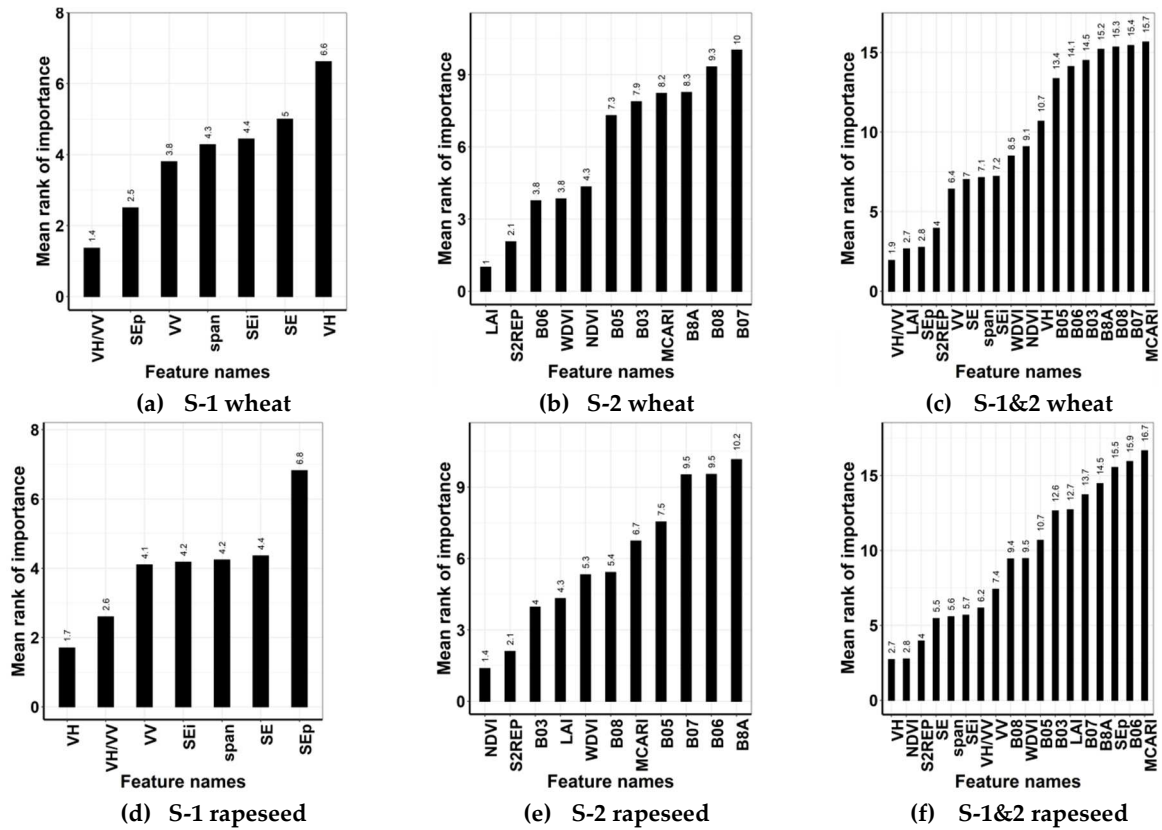 Mean rank of importance
8
6
4
2
0
1.4
2.5
3.8
4.3
4.4
5
6.6
VH/VV
SEp
VV
span
SEi
SE
VH
Feature names
(a) S-1 wheat
Mean rank of importance
9
6
3
0
1
2.1
3.8
3.8
4.3
7.3
7.9
8.2
8.3
9.3
10
LAI
S2REP
B06
WDVI
NDVI
B05
B03
MCARI
B8A
B08
B07
Feature names
(b) S-2 wheat
Mean rank of importance
15
10
5
0
1.9
2.7
2.8
4
6.4
7
7.1
7.2
8.5
9.1
10.7
13.4
14.1
14.5
15.2
15.3
15.4
15.7
VH/VV
LAI
SEp
S2REP
VV
SE
span
SEi
WDVI
NDVI
VH
B05
B06
B03
B8A
B08
B07
MCARI
Feature names
(c) S-1&2 wheat
Mean rank of importance
8
6
4
2
0
1.7
2.6
4.1
4.2
4.2
4.4
6.8
VH
VH/VV
VV
SEi
span
SE
SEp
Feature names
(d) S-1 rapeseed
Mean rank of importance
9
6
3
0
1.4
2.1
4
4.3
5.3
5.4
6.7
7.5
9.5
9.5
10.2
NDVI
S2REP
B03
LAI
WDVI
B08
MCARI
B05
B07
B06
B8A
Feature names
(e) S-2 rapeseed
Mean rank of importance
15
10
5
0
2.7
2.8
4
5.5
5.6
5.7
6.2
7.4
9.4
9.5
10.7
12.6
12.7
13.7
14.5
15.5
15.9
16.7
VH
NDVI
S2REP
SE
span
SEi
VH/VV
VV
B08
WDVI
B05
B03
LAI
B07
B8A
SEp
B06
MCARI
Feature names
(f) S-1&2 rapeseed